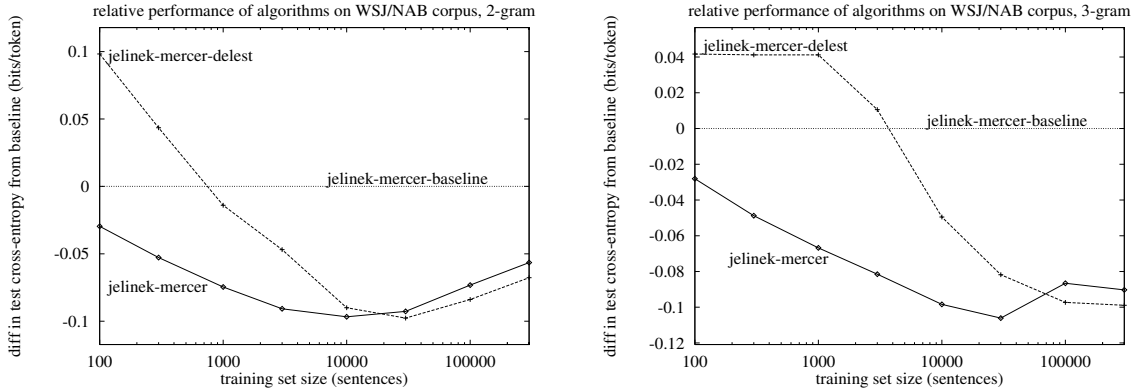 relative performance of algorithms on WSJ/NAB corpus, 2-gram
diff in test cross-entropy from baseline (bits/token)
0.1
0.05
0
-0.05
-0.1
jelinek-mercer-delest
jelinek-mercer-baseline
jelinek-mercer
100
1000
10000
100000
training set size (sentences)
relative performance of algorithms on WSJ/NAB corpus, 3-gram
diff in test cross-entropy from baseline (bits/token)
0.04
0.02
0
-0.02
-0.04
-0.06
-0.08
-0.1
-0.12
jelinek-mercer-delest
jelinek-mercer-baseline
jelinek-mercer
100
1000
10000
100000
training set size (sentences)